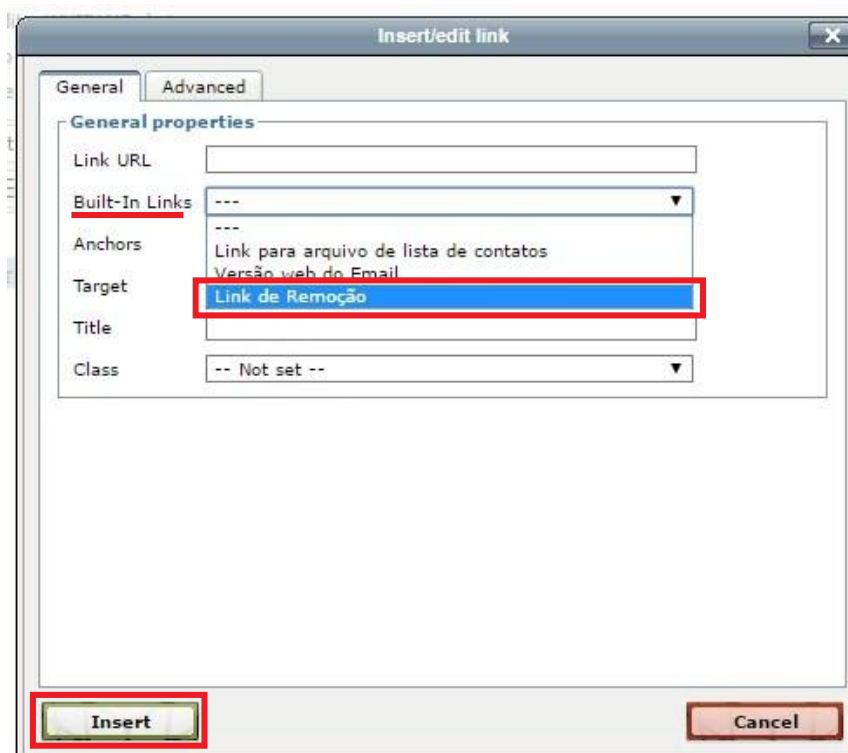 Insert/edit link
General Advanced
General properties
Link URL
Built-In Links ---
---
Anchors
Link para arquivo de lista de contatos
Versão web do Email
Target
Link de Remoção
Title
Class -- Not set --
Insert Cancel